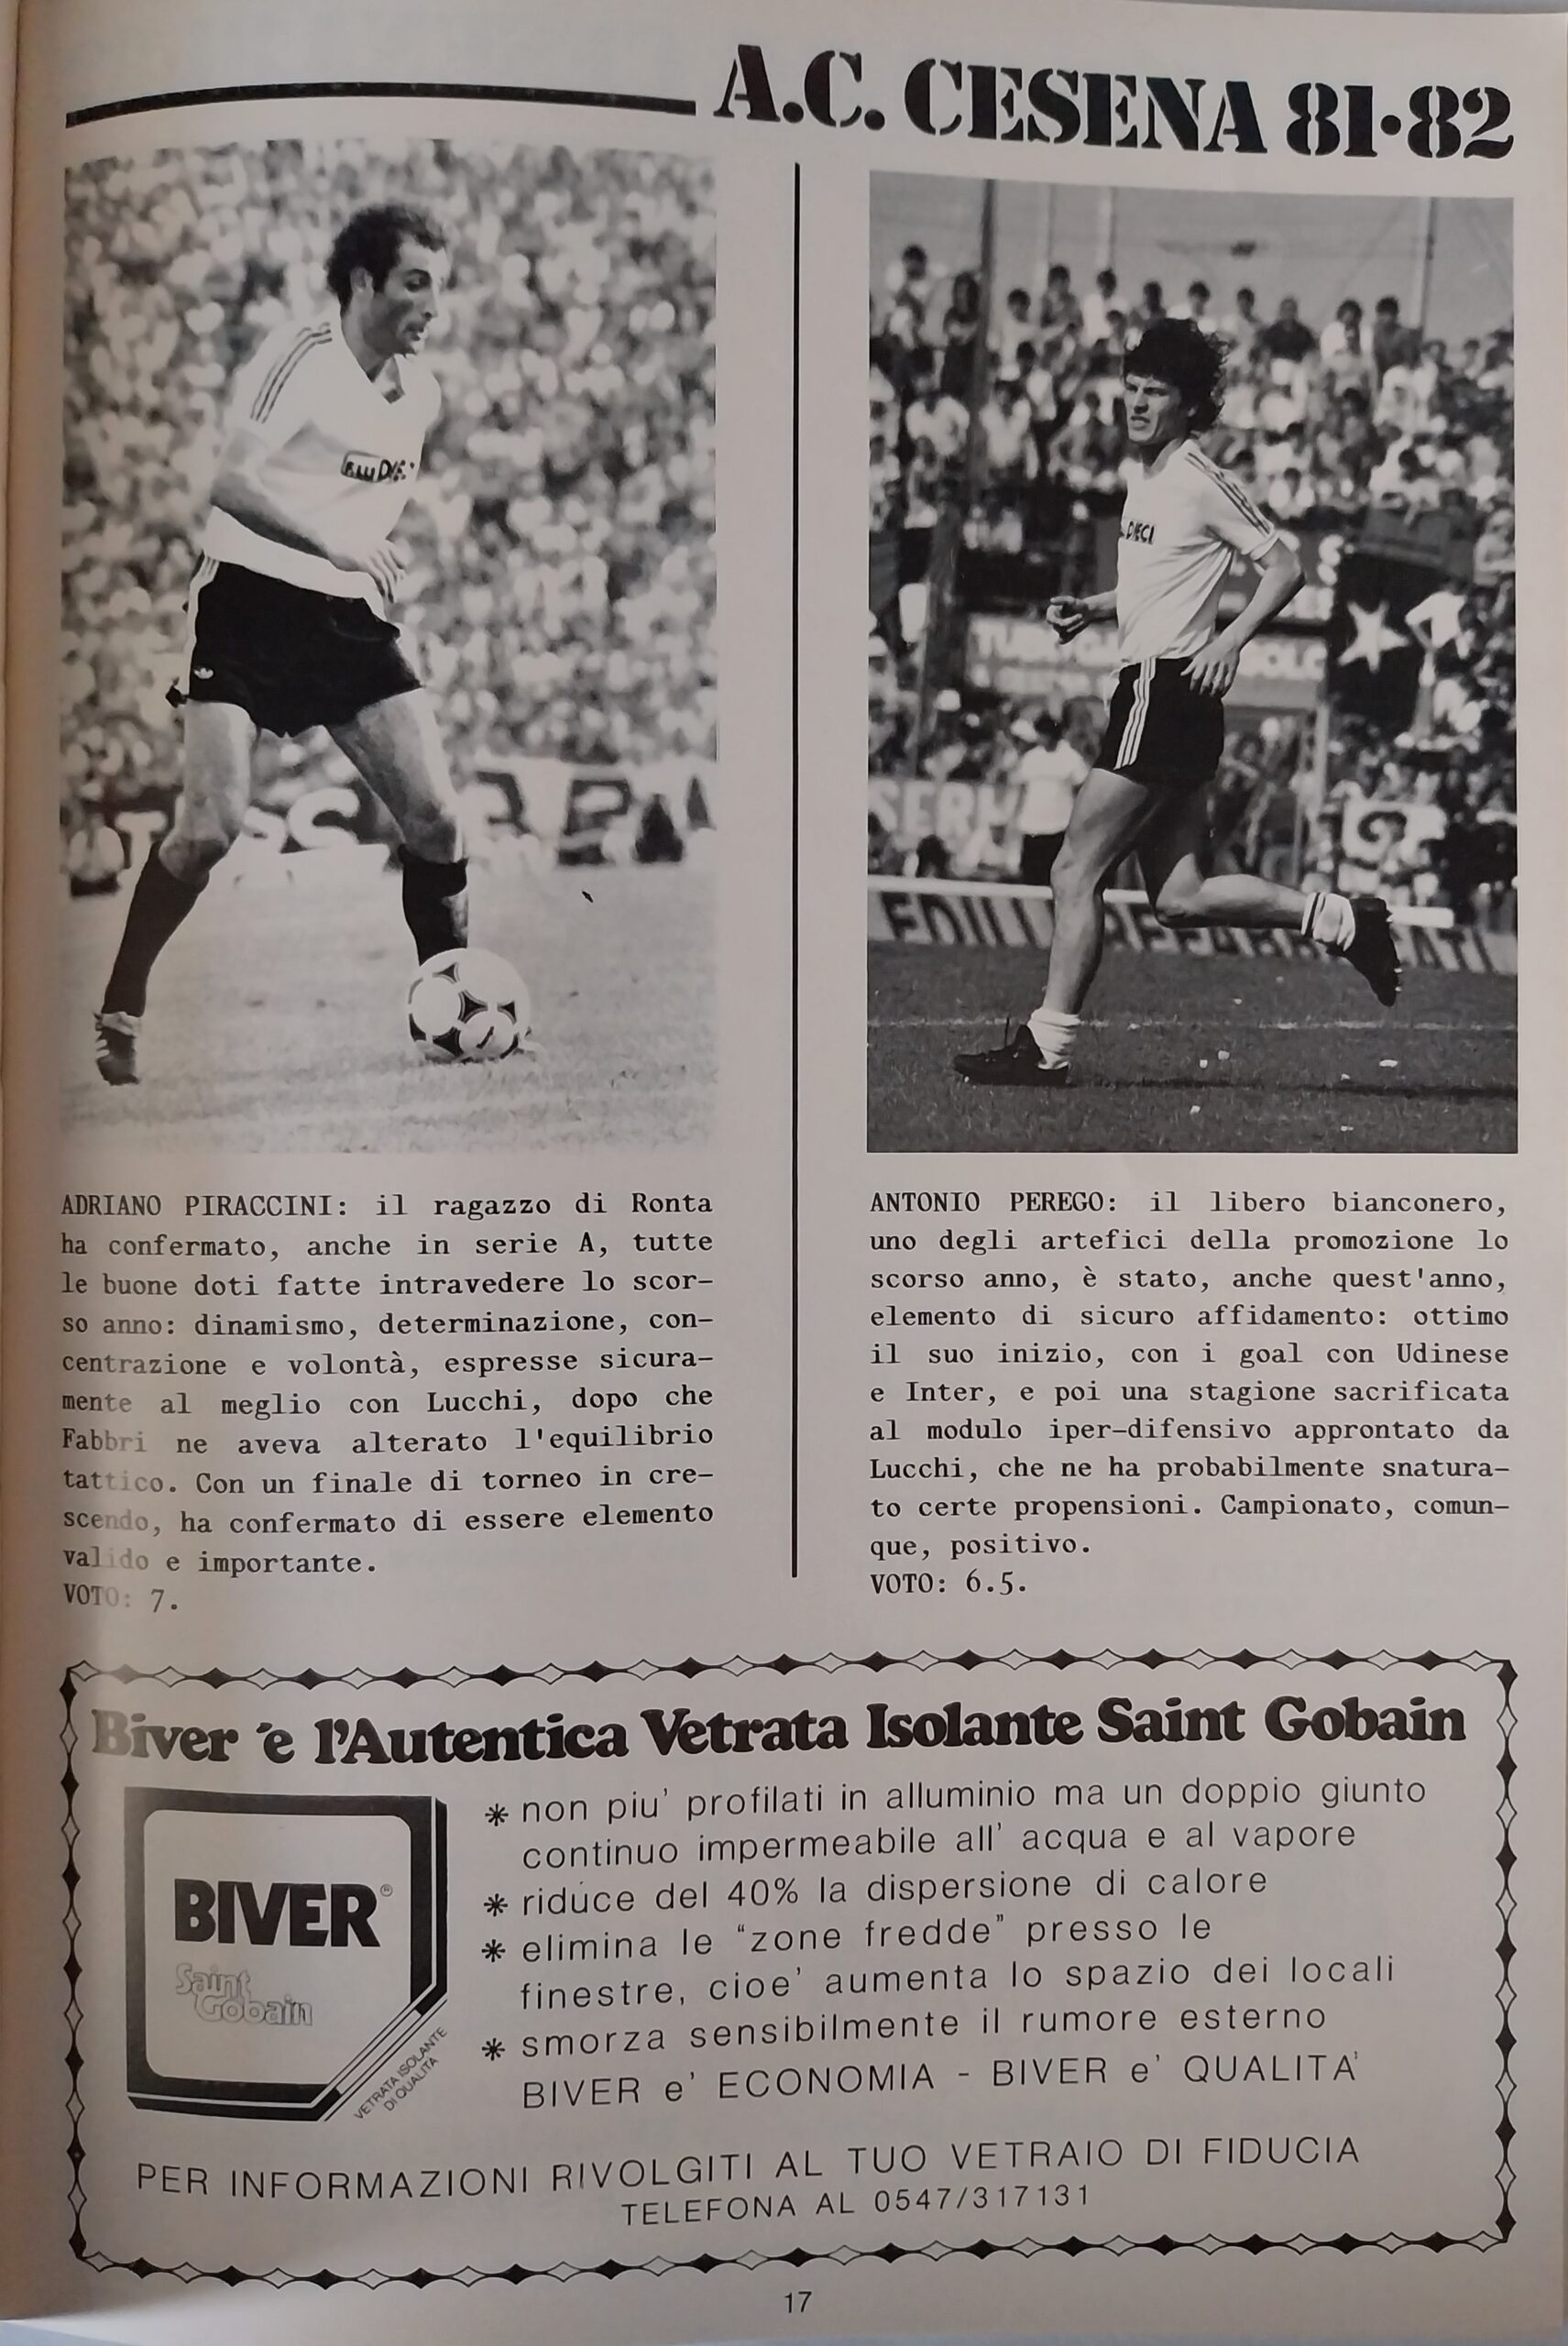 A.C. CESENA 81·82
DIECI
EDILI
SERV
ADRIANO PIRACCINI: il ragazzo di Ronta
ha confermato, anche in serie A, tutte
le buone doti fatte intravedere lo scor-
so anno: dinamismo, determinazione, con-
centrazione e volontà, espresse sicura-
mente al meglio con Lucchi, dopo che
Fabbri ne aveva alterato l'equilibrio
tattico. Con un finale di torneo in cre-
scendo, ha confermato di essere elemento
valido e importante.
VOTO: 7.
ANTONIO PEREGO: il libero bianconero,
uno degli artefici della promozione lo
scorso anno, è stato, anche quest'anno,
elemento di sicuro affidamento: ottimo
il suo inizio, con i goal con Udinese
e Inter, e poi una stagione sacrificata
al modulo iper-difensivo approntato da
Lucchi, che ne ha probabilmente snatura-
to certe propensioni. Campionato, comun-
que, positivo.
VOTO: 6.5.
Biver è l'Autentica Vetrata Isolante Saint Gobain
BIVER®
Saint
Gobain
VETRATA ISOLANTE
DI QUALITA
* non piu' profilati in alluminio ma un doppio giunto
continuo impermeabile all' acqua e al vapore
* riduce del 40% la dispersione di calore
* elimina le "zone fredde" presso le
finestre, cioe' aumenta lo spazio dei locali
* smorza sensibilmente il rumore esterno
BIVER e' ECONOMIA - BIVER e' QUALITA'
PER INFORMAZIONI RIVOLGITI AL TUO VETRAIO DI FIDUCIA
TELEFONA AL 0547/317131
17